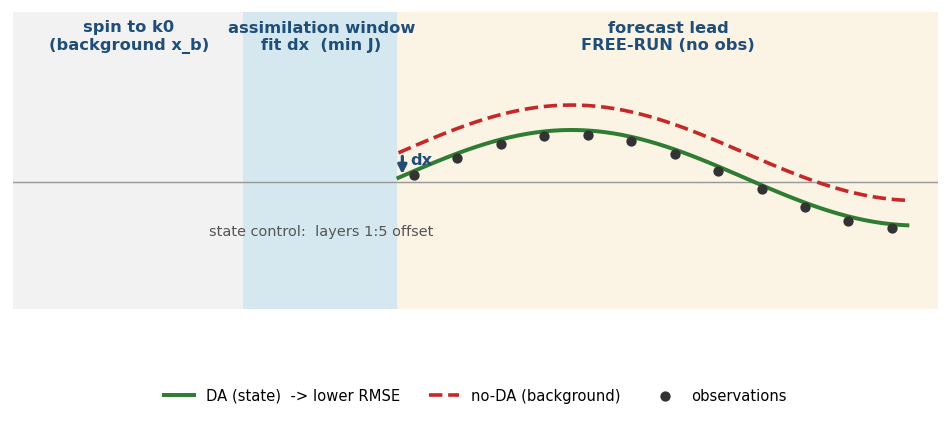 spin to k0
(background x_b)
assimilation window
fit dx  (min J)
forecast lead
FREE-RUN (no obs)
dx
state control:  layers 1:5 offset
DA (state)  -> lower RMSE
no-DA (background)
observations